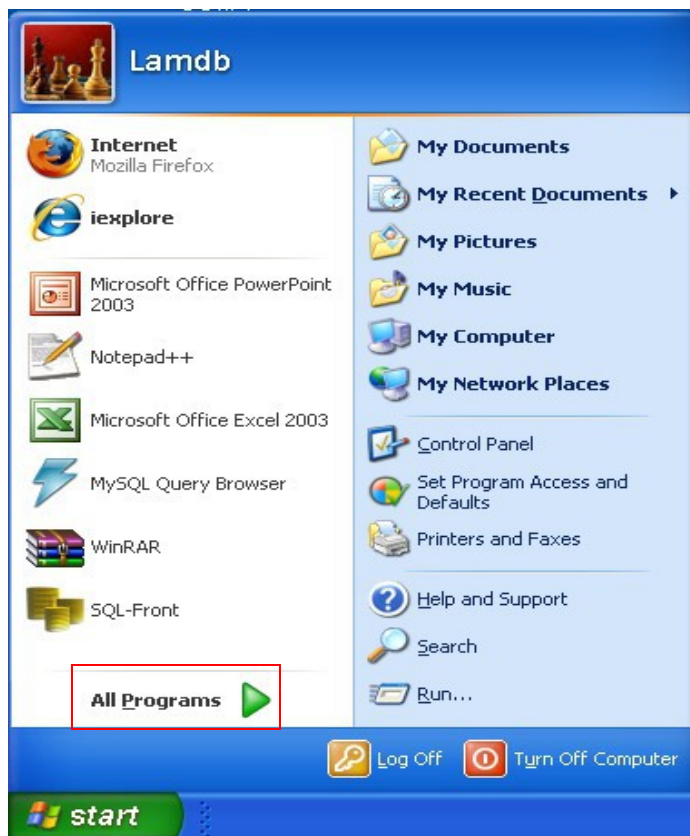 Lamdb
Internet
Mozilla Firefox
iexplore
Microsoft Office PowerPoint
2003
Notepad++
Microsoft Office Excel 2003
MySQL Query Browser
WinRAR
SQL-Front
All Programs
My Documents
My Recent Documents
My Pictures
My Music
My Computer
My Network Places
Control Panel
Set Program Access and
Defaults
Printers and Faxes
Help and Support
Search
Run...
Log Off
Turn Off Computer
start